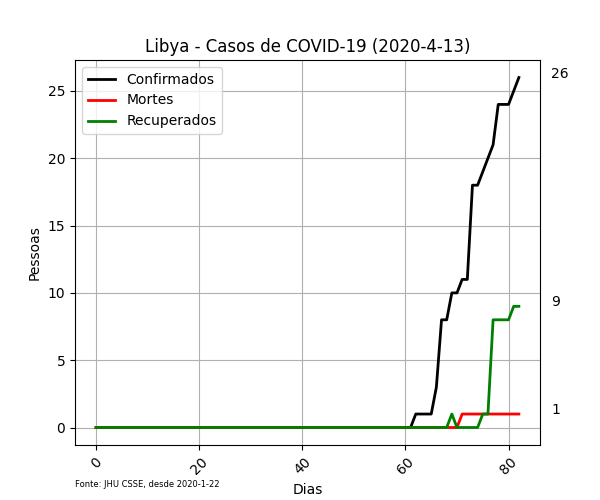 Libya - Casos de COVID-19 (2020-4-13)
Confirmados
Mortes
Recuperados
26
9
1
Pessoas
25
20
15
10
5
0
0
20
40
60
80
Dias
Fonte: JHU CSSE, desde 2020-1-22